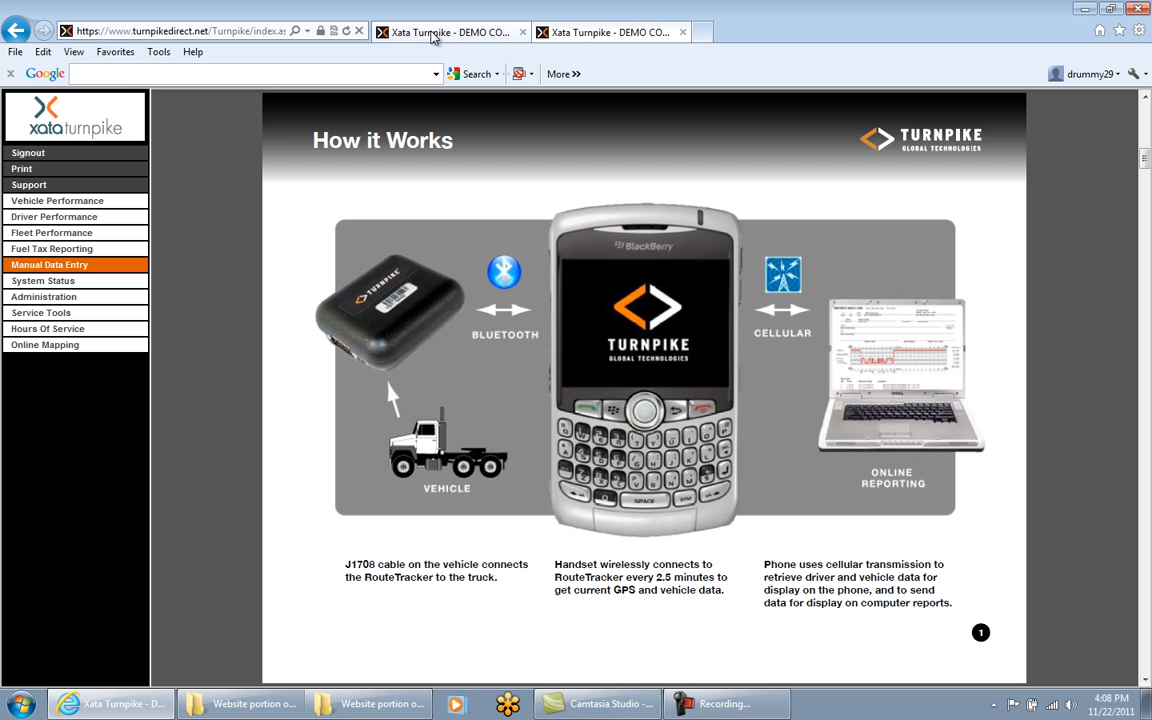 https://www.turnpikedirect.net/Turnpike/index.as
Xata Turnpike - DEMO CO...
Xata Turnpike - DEMO CO...
File Edit View Favorites Tools Help
x Google Search More »
drummy29
xataturnpike
Signout
Print
Support
Vehicle Performance
Driver Performance
Fleet Performance
Fuel Tax Reporting
Manual Data Entry
System Status
Administration
Service Tools
Hours Of Service
Online Mapping
How it Works
TURNPIKE
GLOBAL TECHNOLOGIES
TURNPIKE
BLUETOOTH
VEHICLE
BlackBerry
TURNPIKE
GLOBAL TECHNOLOGIES
SPACE
SYM
CELLULAR
DELL
ONLINE
REPORTING
J1708 cable on the vehicle connects
the RouteTracker to the truck.
Handset wirelessly connects to
RouteTracker every 2.5 minutes to
get current GPS and vehicle data.
Phone uses cellular transmission to
retrieve driver and vehicle data for
display on the phone, and to send
data for display on computer reports.
1
Xata Turnpike - D...
Website portion o...
Website portion o...
Camtasia Studio -...
Recording...
4:08 PM
11/22/2011